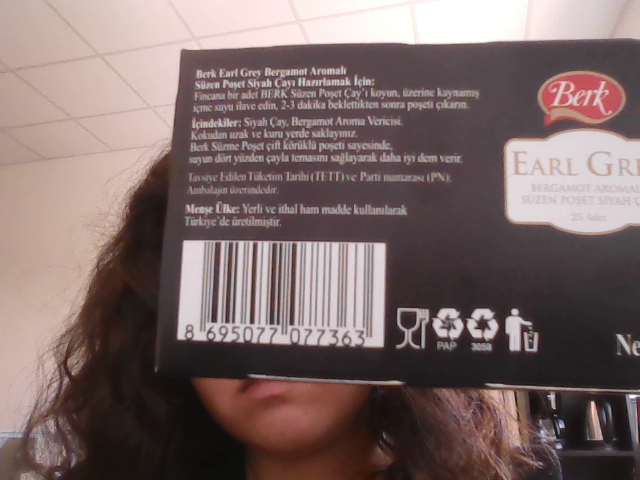 Berk Earl Grey Bergamot Aromalı
Süzen Poşet Siyah Çayı Hazırlamak İçin:
Fincana bir adet BERK Süzen Poşet Çay'ı koyun, üzerine kaynamış
içme suyu ilave edin, 2-3 dakika beklettikten sonra poşeti çıkarın.
İçindekiler: Siyah Çay, Bergamot Aroma Vericisi.
Kokudan uzak ve kuru yerde saklayınız.
Berk Süzme Poşet çift körüklü poşeti sayesinde,
suyun dört yüzden çayla temasını sağlayarak daha iyi dem verir.
Tavsiye Edilen Tüketim Tarihi (TETT) ve Parti numarası (PN):
Ambalajın üzerindedir.
Menşe Ülke: Yerli ve ithal ham madde kullanılarak
Türkiye'de üretilmiştir.
8 695077 077363
PAP
Berk
EARL GRE
BERGAMOT AROMA
SÜZEN POŞET SİYAH Ç
25 Adet
Ne